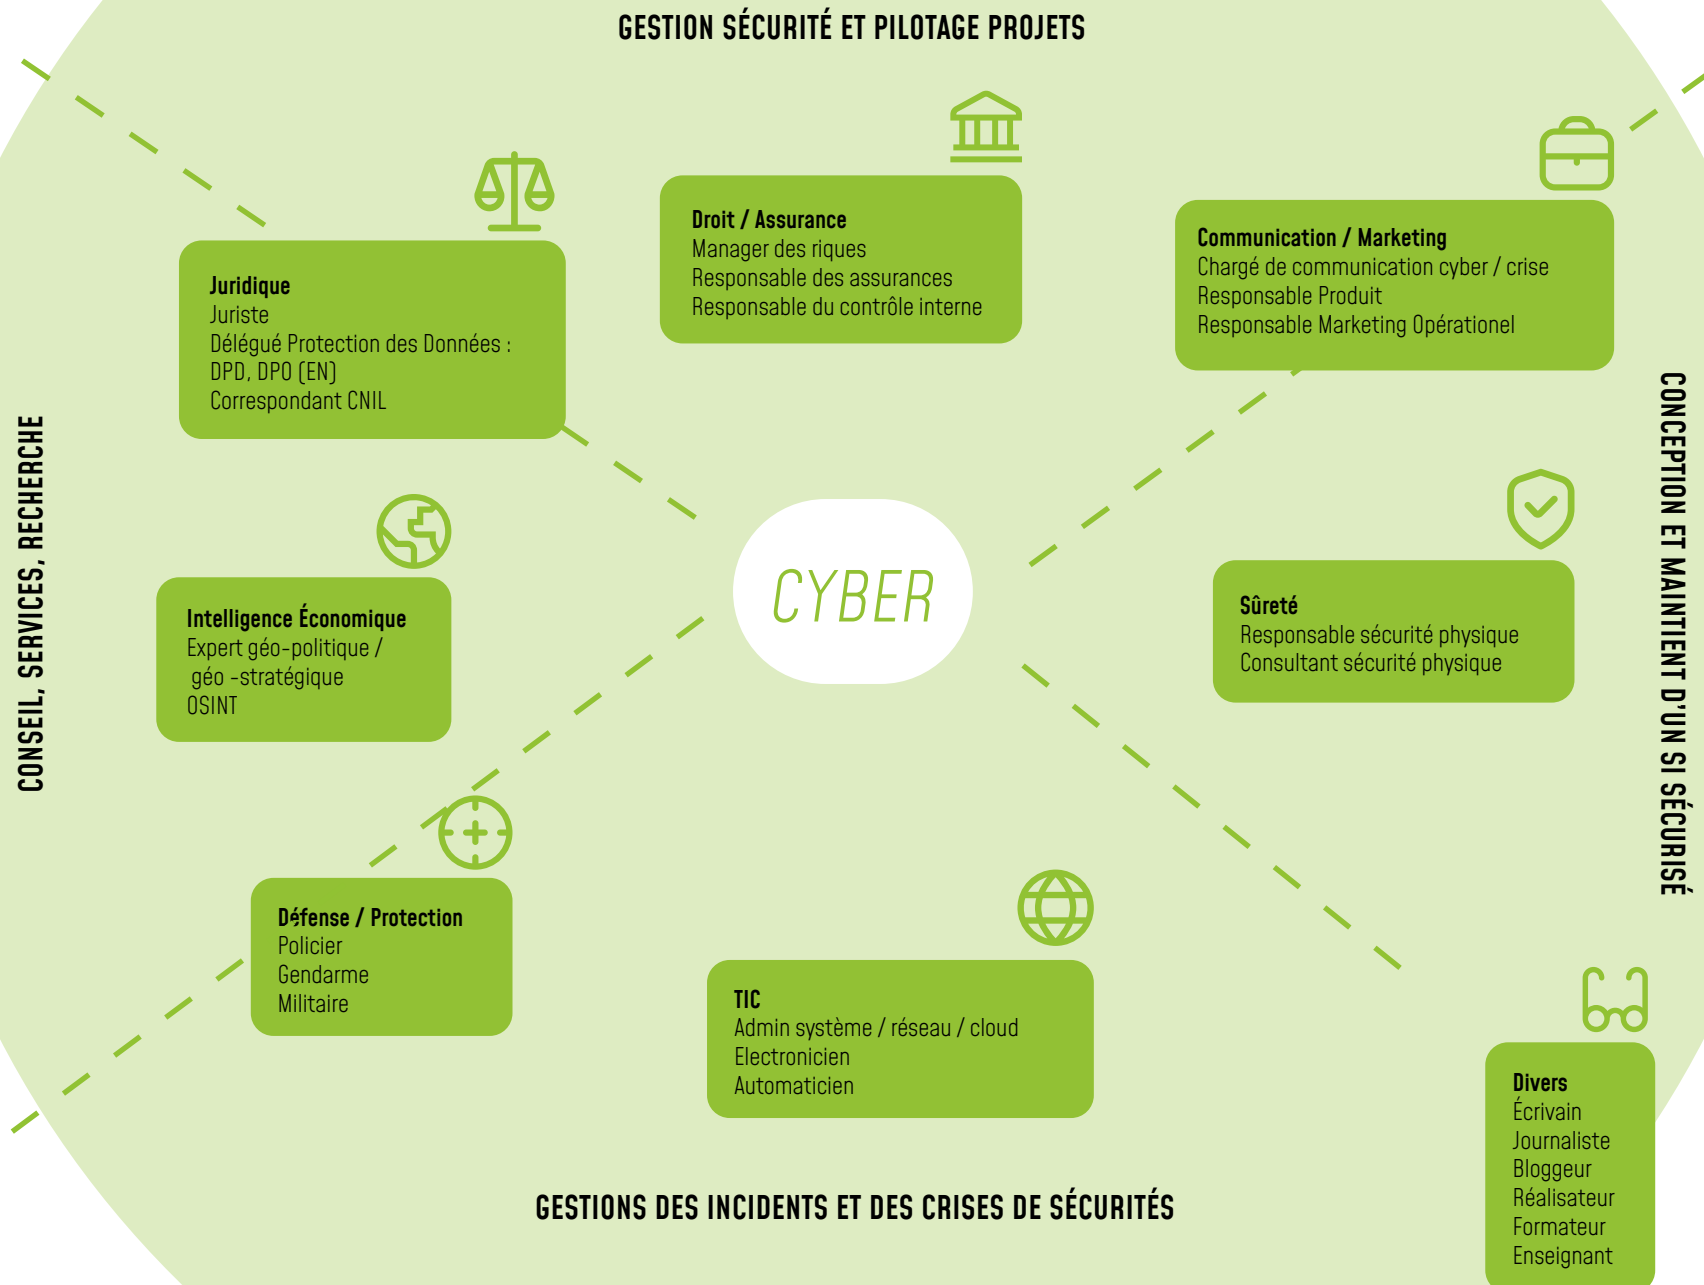 GESTION SÉCURITÉ ET PILOTAGE PROJETS
Juridique
Juriste
Délégué Protection des Données :
DPD, DPO (EN)
Correspondant CNIL
Droit / Assurance
Manager des riques
Responsable des assurances
Responsable du contrôle interne
Communication / Marketing
Chargé de communication cyber / crise
Responsable Produit
Responsable Marketing Opérationel
CONSEIL, SERVICES, RECHERCHE
CYBER
CONCEPTION ET MAINTIENT D'UN SI SÉCURISÉ
Intelligence Économique
Expert géo-politique /
géo -stratégique
OSINT
Sûreté
Responsable sécurité physique
Consultant sécurité physique
Défense / Protection
Policier
Gendarme
Militaire
TIC
Admin système / réseau / cloud
Electronicien
Automaticien
Divers
Écrivain
Journaliste
Bloggeur
Réalisateur
Formateur
Enseignant
GESTIONS DES INCIDENTS ET DES CRISES DE SÉCURITÉS